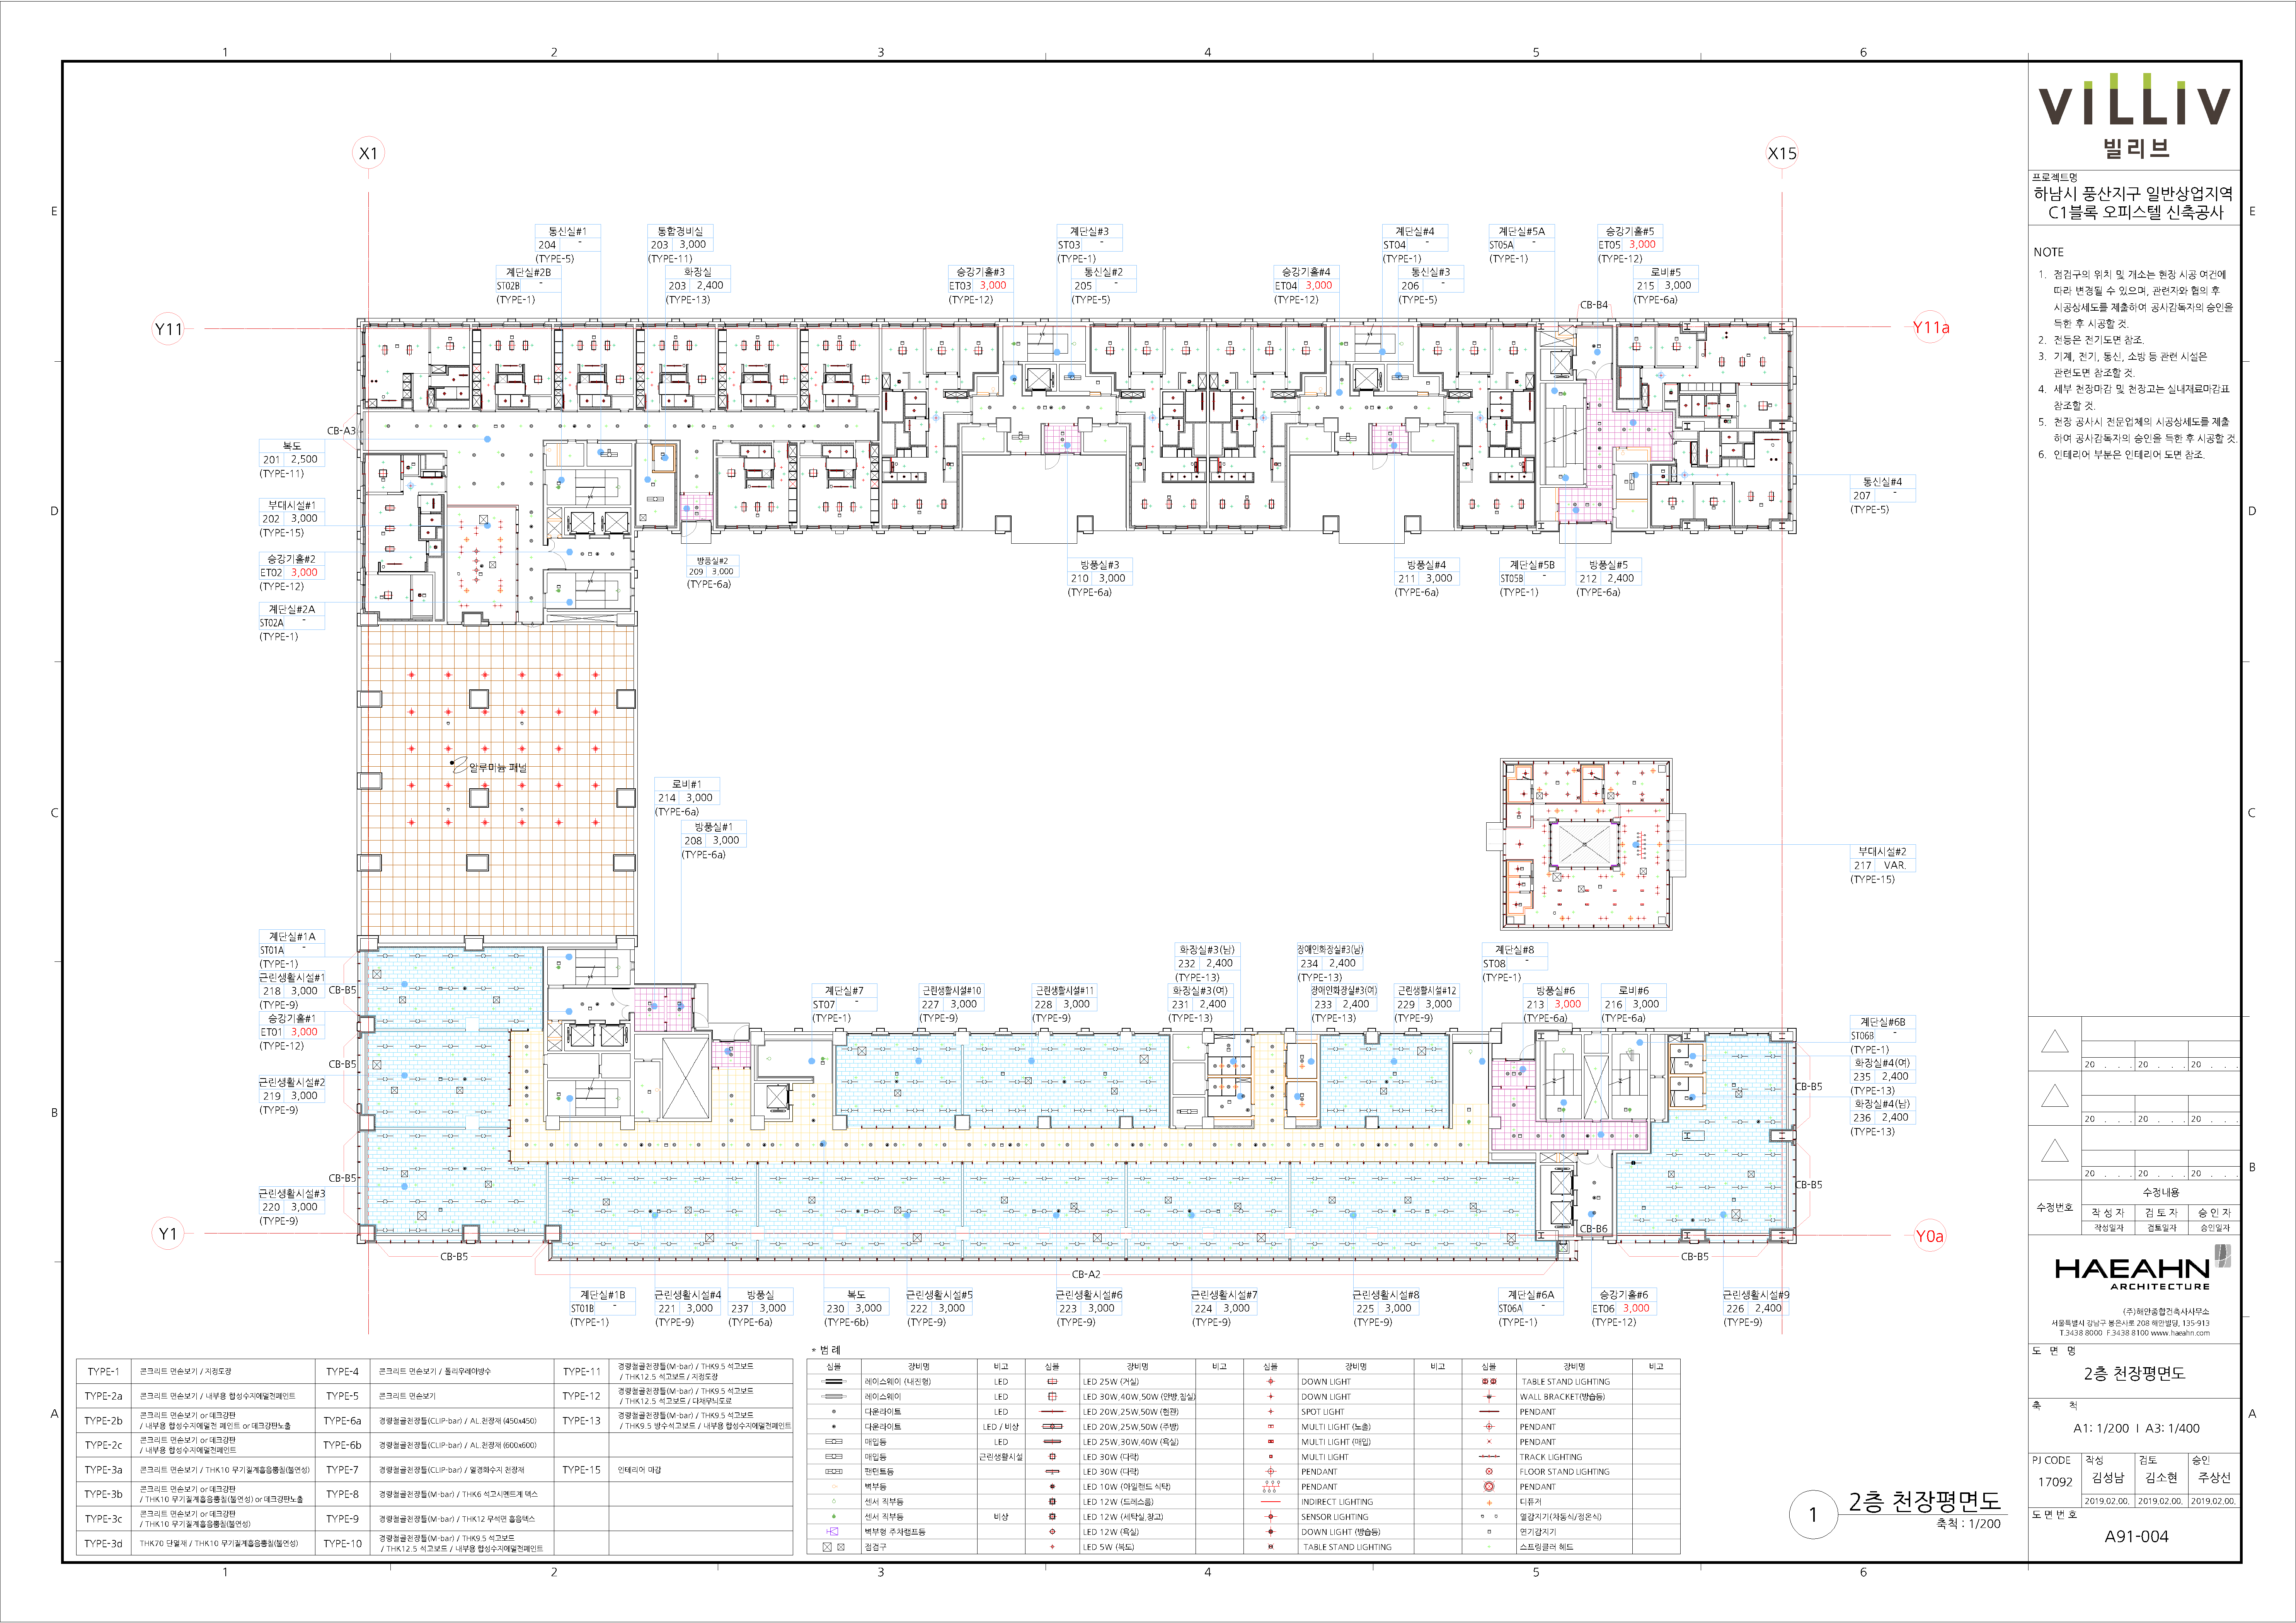 1 2 3 4 5 6
VILLIV
빌리브
프로젝트명
하남시 풍산지구 일반상업지역
C1블록 오피스텔 신축공사
NOTE
1. 점검구의 위치 및 개소는 현장 시공 여건에
따라 변경될 수 있으며, 관련자와 협의 후
시공상세도를 제출하여 공사감독자의 승인을
득한 후 시공할 것.
2. 전등은 전기도면 참조.
3. 기계, 전기, 통신, 소방 등 관련 시설은
관련도면 참조할 것.
4. 세부 천장마감 및 천장고는 실내재료마감표
참조할 것.
5. 천장 공사시 전문업체의 시공상세도를 제출
하여 공사감독자의 승인을 득한 후 시공할 것.
6. 인테리어 부분은 인테리어 도면 참조.
X1
X15
E
E
통신실#1
204 -
(TYPE-5)
통합경비실
203 3,000
(TYPE-11)
계단실#3
ST03 -
(TYPE-1)
계단실#4
ST04 -
(TYPE-1)
계단실#5A
ST05A -
(TYPE-1)
승강기홀#5
ET05 3,000
(TYPE-12)
계단실#2B
ST02B -
(TYPE-1)
화장실
203 2,400
(TYPE-13)
승강기홀#3
ET03 3,000
(TYPE-12)
통신실#2
205 -
(TYPE-5)
승강기홀#4
ET04 3,000
(TYPE-12)
통신실#3
206 -
(TYPE-5)
로비#5
215 3,000
(TYPE-6a)
CB-B4
Y11
Y11a
CB-A3
복도
201 2,500
(TYPE-11)
부대시설#1
202 3,000
(TYPE-15)
승강기홀#2
ET02 3,000
(TYPE-12)
계단실#2A
ST02A -
(TYPE-1)
통신실#4
207 -
(TYPE-5)
D
D
방풍실#2
209 3,000
(TYPE-6a)
방풍실#3
210 3,000
(TYPE-6a)
방풍실#4
211 3,000
(TYPE-6a)
계단실#5B
ST05B -
(TYPE-1)
방풍실#5
212 2,400
(TYPE-6a)
알루미늄 패널
로비#1
214 3,000
(TYPE-6a)
방풍실#1
208 3,000
(TYPE-6a)
C
C
부대시설#2
217 VAR.
(TYPE-15)
계단실#1A
ST01A -
(TYPE-1)
근린생활시설#1
218 3,000
(TYPE-9)
CB-B5
승강기홀#1
ET01 3,000
(TYPE-12)
CB-B5
근린생활시설#2
219 3,000
(TYPE-9)
CB-B5
근린생활시설#3
220 3,000
(TYPE-9)
화장실#3(남)
232 2,400
(TYPE-13)
장애인화장실#3(남)
234 2,400
(TYPE-13)
계단실#8
ST08 -
(TYPE-1)
계단실#7
ST07 -
(TYPE-1)
근린생활시설#10
227 3,000
(TYPE-9)
근린생활시설#11
228 3,000
(TYPE-9)
화장실#3(여)
231 2,400
(TYPE-13)
장애인화장실#3(여)
233 2,400
(TYPE-13)
근린생활시설#12
229 3,000
(TYPE-9)
방풍실#6
213 3,000
(TYPE-6a)
로비#6
216 3,000
(TYPE-6a)
계단실#6B
ST06B -
(TYPE-1)
화장실#4(여)
235 2,400
(TYPE-13)
화장실#4(남)
236 2,400
(TYPE-13)
CB-B5
CB-B5
B
B
Y1
Y0a
CB-B6
CB-B5
CB-B5
CB-A2
계단실#1B
ST01B -
(TYPE-1)
근린생활시설#4
221 3,000
(TYPE-9)
방풍실
237 3,000
(TYPE-6a)
복도
230 3,000
(TYPE-6b)
근린생활시설#5
222 3,000
(TYPE-9)
근린생활시설#6
223 3,000
(TYPE-9)
근린생활시설#7
224 3,000
(TYPE-9)
근린생활시설#8
225 3,000
(TYPE-9)
계단실#6A
ST06A -
(TYPE-1)
승강기홀#6
ET06 3,000
(TYPE-12)
근린생활시설#9
226 2,400
(TYPE-9)
A
A
TYPE-1 콘크리트 면손보기 / 지정도장
TYPE-2a 콘크리트 면손보기 / 내부용 합성수지에멀전페인트
TYPE-2b 콘크리트 면손보기 or 데크강판
/ 내부용 합성수지에멀전 페인트 or 데크강판노출
TYPE-2c 콘크리트 면손보기 or 데크강판
/ 내부용 합성수지에멀전페인트
TYPE-3a 콘크리트 면손보기 / THK10 무기질계흡음뿜칠(불연성)
TYPE-3b 콘크리트 면손보기 or 데크강판
/ THK10 무기질계흡음뿜칠(불연성) or 데크강판노출
TYPE-3c 콘크리트 면손보기 or 데크강판
/ THK10 무기질계흡음뿜칠(불연성)
TYPE-3d THK70 단열재 / THK10 무기질계흡음뿜칠(불연성)
TYPE-4 콘크리트 면손보기 / 폴리우레아방수
TYPE-5 콘크리트 면손보기
TYPE-6a 경량철골천장틀(CLIP-bar) / AL.천정재 (450x450)
TYPE-6b 경량철골천장틀(CLIP-bar) / AL.천정재 (600x600)
TYPE-7 경량철골천장틀(CLIP-bar) / 열경화수지 천장재
TYPE-8 경량철골천장틀(M-bar) / THK6 석고시멘트계 텍스
TYPE-9 경량철골천장틀(M-bar) / THK12 무석면 흡음텍스
TYPE-10 경량철골천장틀(M-bar) / THK9.5 석고보드
/ THK12.5 석고보드 / 내부용 합성수지에멀전페인트
TYPE-11 경량철골천장틀(M-bar) / THK9.5 석고보드
/ THK12.5 석고보드 / 지정도장
TYPE-12 경량철골천장틀(M-bar) / THK9.5 석고보드
/ THK12.5 석고보드 / 다채무늬도료
TYPE-13 경량철골천장틀(M-bar) / THK9.5 석고보드
/ THK9.5 방수석고보드 / 내부용 합성수지에멀전페인트
TYPE-15 인테리어 마감
* 범 례
심볼 장비명 비고 심볼 장비명 비고 심볼 장비명 비고 심볼 장비명 비고
레이스웨이 (내진형) LED LED 25W (거실) DOWN LIGHT TABLE STAND LIGHTING
레이스웨이 LED LED 30W,40W,50W (안방,침실) DOWN LIGHT WALL BRACKET(방습등)
다운라이트 LED LED 20W,25W,50W (현관) SPOT LIGHT PENDANT
다운라이트 LED / 비상 LED 20W,25W,50W (주방) MULTI LIGHT (노출) PENDANT
매입등 LED LED 25W,30W,40W (욕실) MULTI LIGHT (매입) PENDANT
매입등 근린생활시설 LED 30W (다락) MULTI LIGHT TRACK LIGHTING
팬던트등 LED 30W (다락) PENDANT FLOOR STAND LIGHTING
벽부등 LED 10W (아일랜드 식탁) PENDANT PENDANT
센서 직부등 LED 12W (드레스룸) INDIRECT LIGHTING 디퓨저
센서 직부등 비상 LED 12W (세탁실,창고) SENSOR LIGHTING 열감지기(차동식/정온식)
벽부형 주차램프등 LED 12W (욕실) DOWN LIGHT (방습등) 연기감지기
점검구 LED 5W (복도) TABLE STAND LIGHTING 스프링클러 헤드
1
2층 천장평면도
축척 : 1/200
20 . . . 20 . . . 20 . . .
20 . . . 20 . . . 20 . . .
20 . . . 20 . . . 20 . . .
수정번호
수정내용
작 성 자 검 토 자 승 인 자
작성일자 검토일자 승인일자
HAEAHN
ARCHITECTURE
(주)해안종합건축사사무소
서울특별시 강남구 봉은사로 208 해안빌딩, 135-913
T.3438 8000 F.3438 8100 www.haeahn.com
도 면 명
2층 천장평면도
축 척
A1: 1/200 | A3: 1/400
PJ CODE 작성 검토 승인
17092 김성남 김소현 주상선
2019.02.00. 2019.02.00. 2019.02.00.
도 면 번 호
A91-004
1 2 3 4 5 6